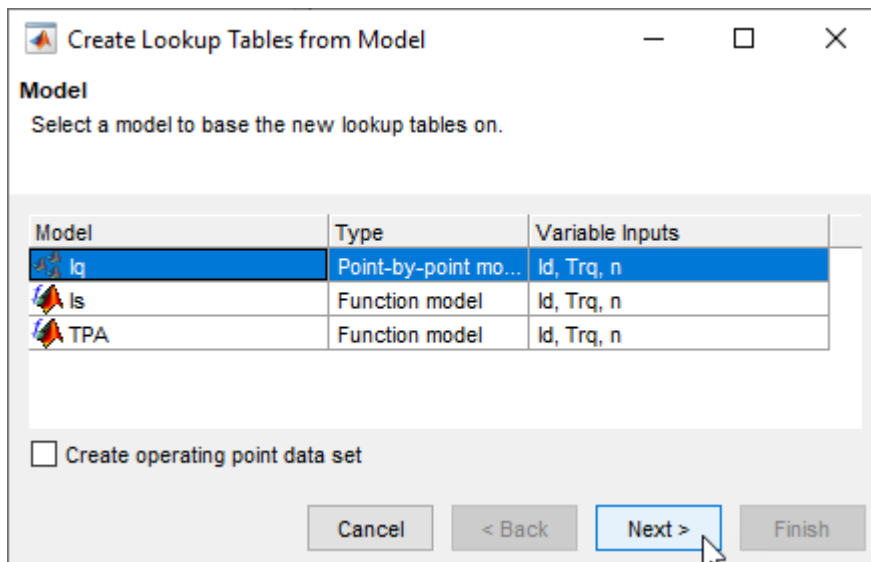 Create Lookup Tables from Model
Model
Select a model to base the new lookup tables on.
Model Type Variable Inputs
Iq Point-by-point mo... Id, Trq, n
Is Function model Id, Trq, n
TPA Function model Id, Trq, n
Create operating point data set
Cancel < Back Next > Finish